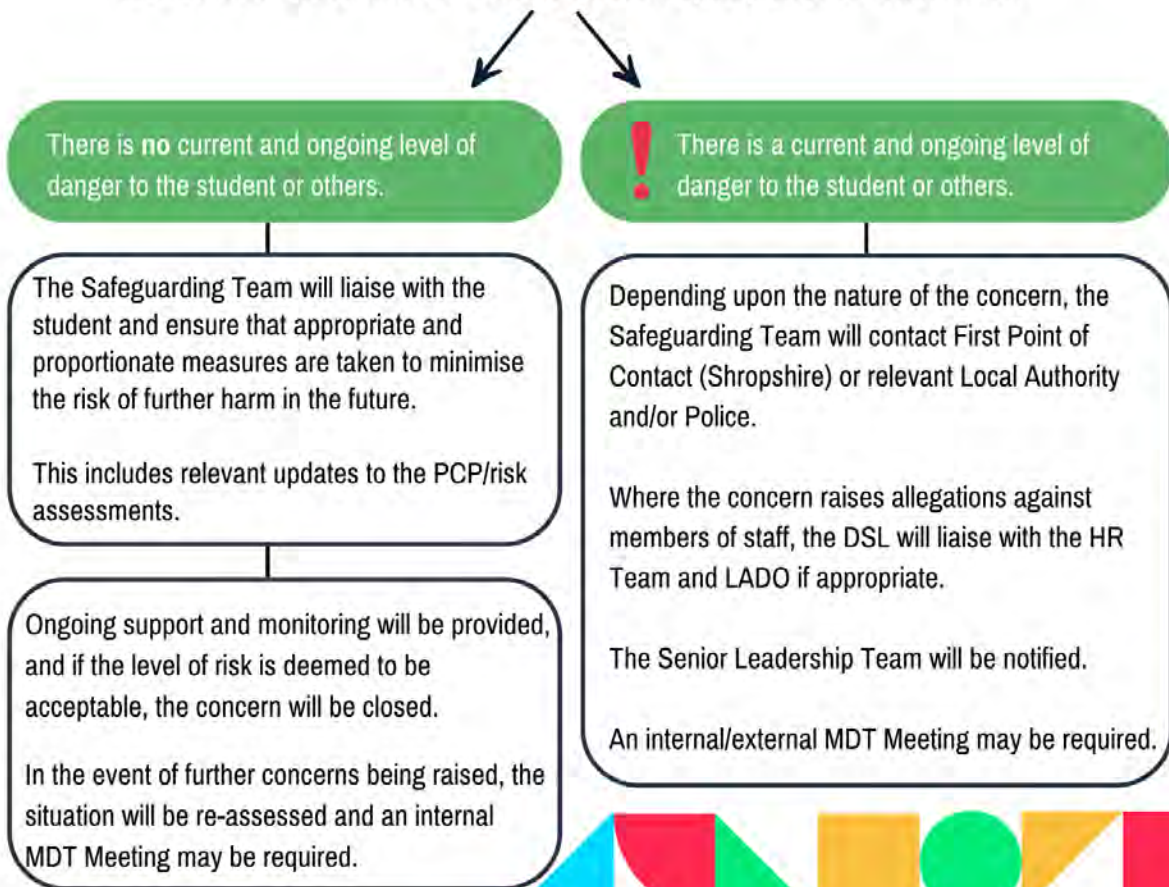 There is no current and ongoing level of
danger to the student or others.
The Safeguarding Team will liaise with the
student and ensure that appropriate and
proportionate measures are taken to minimise
the risk of further harm in the future.
This includes relevant updates to the PCP/risk
assessments.
Ongoing support and monitoring will be provided,
and if the level of risk is deemed to be
acceptable, the concern will be closed.
In the event of further concerns being raised, the
situation will be re-assessed and an internal
MDT Meeting may be required.
! There is a current and ongoing level of
danger to the student or others.
Depending upon the nature of the concern, the
Safeguarding Team will contact First Point of
Contact (Shropshire) or relevant Local Authority
and/or Police.
Where the concern raises allegations against
members of staff, the DSL will liaise with the HR
Team and LADO if appropriate.
The Senior Leadership Team will be notified.
An internal/external MDT Meeting may be required.